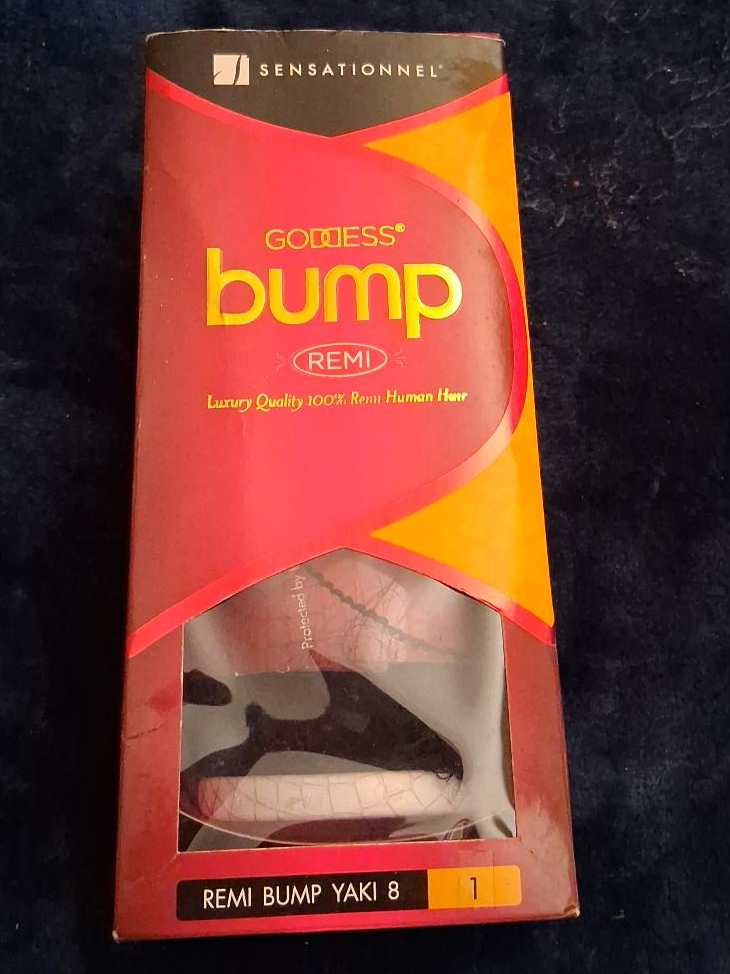 SENSATIONNEL®
GODDESS®
bump
REMI
Luxury Quality 100% Remi Human Hair
Protected by
REMI BUMP YAKI 8
1